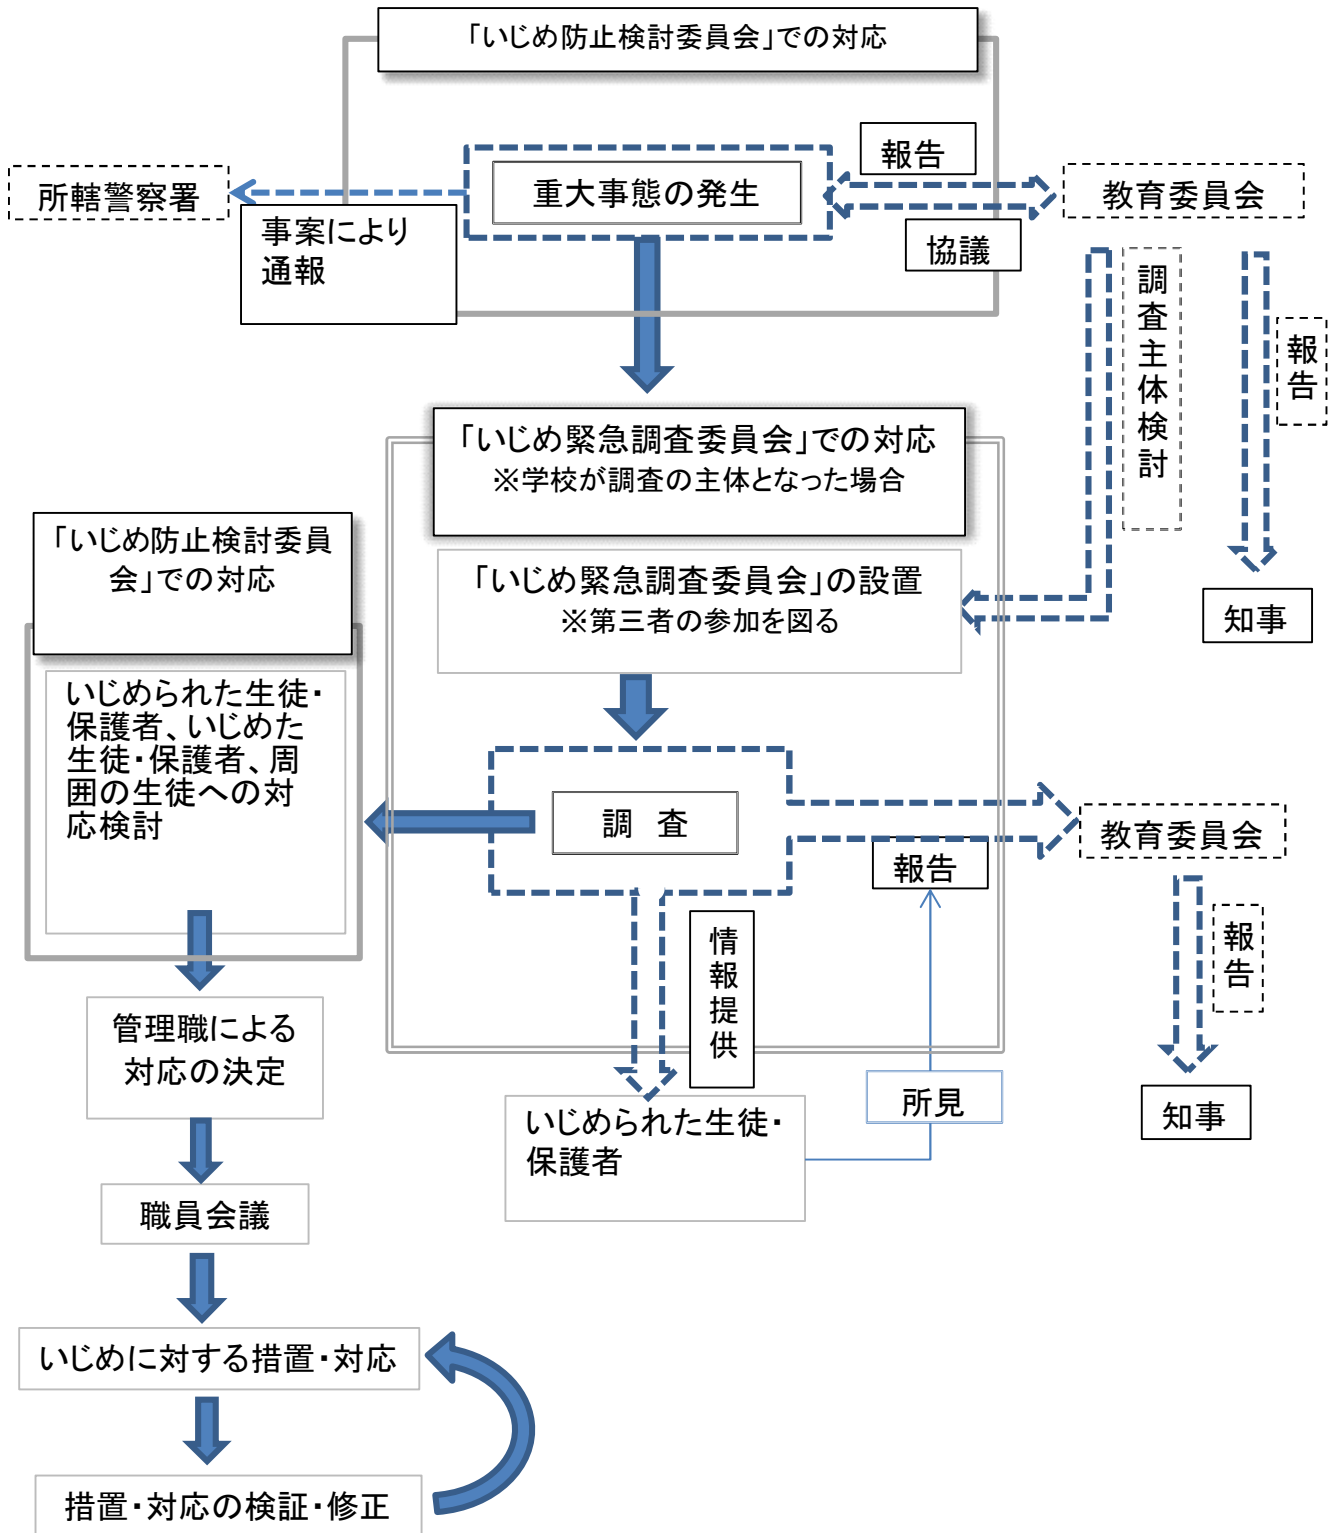 「いじめ防止検討委員会」での対応
報告
所轄警察署
重大事態の発生
教育委員会
事案により
通報
協議
調査主体検討
報告
「いじめ緊急調査委員会」での対応
※学校が調査の主体となった場合
「いじめ防止検討委員
会」での対応
「いじめ緊急調査委員会」の設置
※第三者の参加を図る
知事
いじめられた生徒・
保護者、いじめた
生徒・保護者、周
囲の生徒への対
応検討
調　査
教育委員会
報告
情報提供
報告
管理職による
対応の決定
所見
知事
いじめられた生徒・
保護者
職員会議
いじめに対する措置・対応
措置・対応の検証・修正